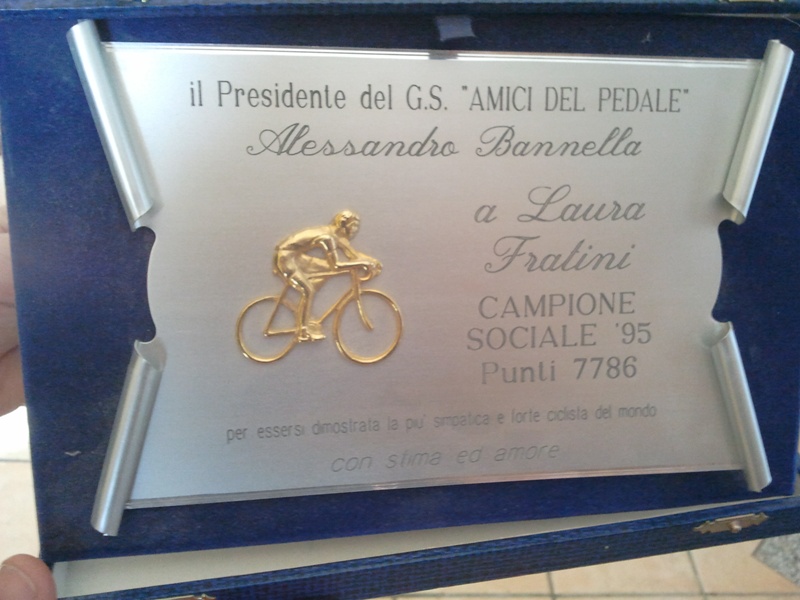 il Presidente del G.S. "AMICI DEL PEDALE"
Alessandro Bannella
a Laura
Fratini
CAMPIONE
SOCIALE '95
Punti 7786
per essersi dimostrata la piu' simpatica e forte ciclista del mondo
con stima ed amore